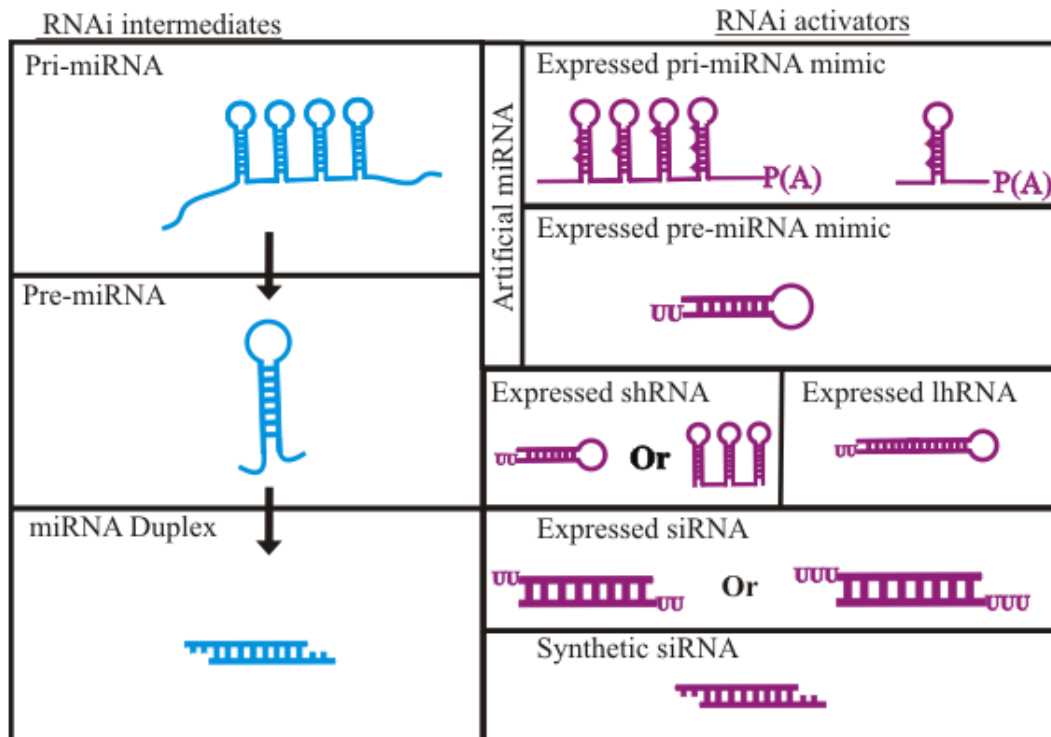 RNAi intermediates
RNAi activators
Pri-miRNA
Pre-miRNA
miRNA Duplex
Artificial miRNA
Expressed pri-miRNA mimic
P(A)
P(A)
Expressed pre-miRNA mimic
UU
Expressed shRNA
UU
Or
Expressed lhRNA
UU
Expressed siRNA
UU
UU
Or
UUU
UUU
Synthetic siRNA